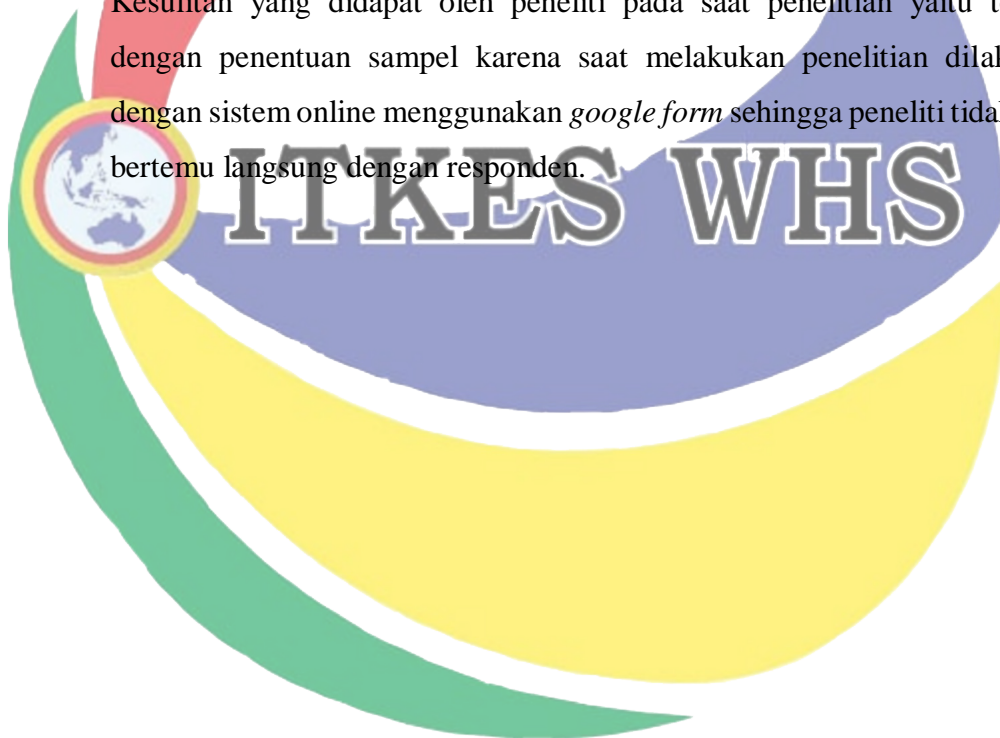 Kesulitan yang didapat oleh peneliti pada saat penelitian yaitu
dengan penentuan sampel karena saat melakukan penelitian
dengan sistem online menggunakan google form sehingga peneliti
bertemu langsung dengan responden.
ITKES WHS